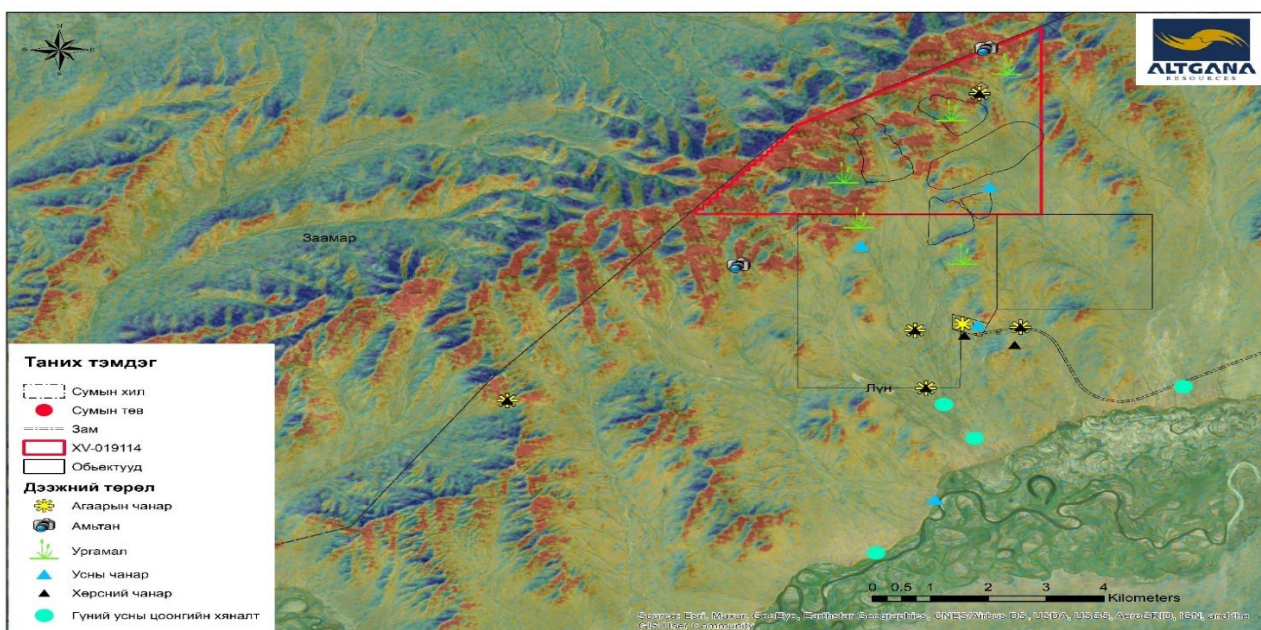 N
W
E
S
ALTGANA
RESOURCES
Заамар
Лүн
Таних тэмдэг
Сумын хил
Сумын төв
Зам
XV-019114
Обьектууд
Дээжний төрөл
Агаарын чанар
Амьтан
Ургамал
Усны чанар
Хөрсний чанар
Гүний усны цооногийн хяналт
0 0,5 1 2 3 4
Kilometers
Source: Esri, Maxar, GeoEye, Earthstar Geographics, CNES/Airbus DS, USDA, USGS, AeroGRID, IGN, and the
GIS User Community